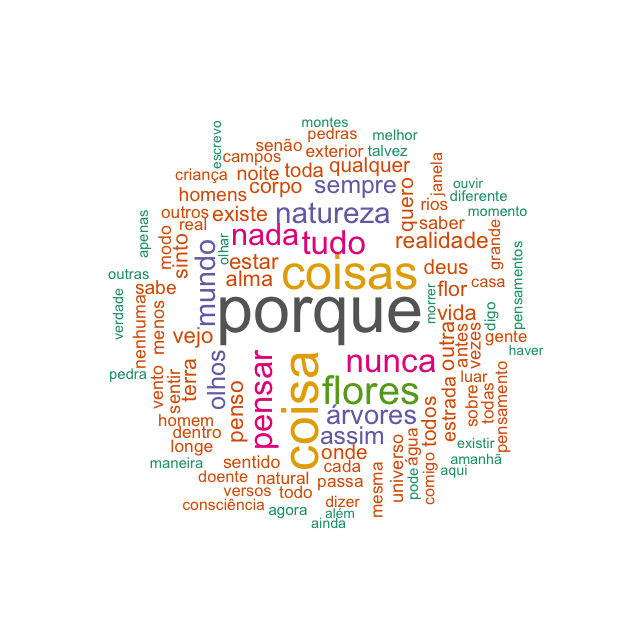 montes
escrevo
pedras
melhor
senão
campos
exterior
talvez
criança
noite
toda
qualquer
janela
ouvir
homens
corpo
sempre
quero
diferente
outros
existe
natureza
rios
momento
apenas
modo
real
nada
tudo
saber
sinto
olhar
realidade
grande
mundo
estar
coisas
deus
pensamentos
outras
sabe
alma
flor
casa
verdade
nenhuma
menos
porque
morrer
vida
digo
vejo
outra
antes
vezes
gente
haver
pedra
vento
sentir
terra
olhos
pensar
coisa
nunca
flores
luar
penso
árvores
estrada
sobre
todas
pensamento
homem
dentro
assim
todos
longe
onde
existir
maneira
sentido
cada
universo
água
amanhã
aqui
doente
natural
passa
mesma
pode
comigo
versos
todo
consciência
agora
dizer
além
ainda